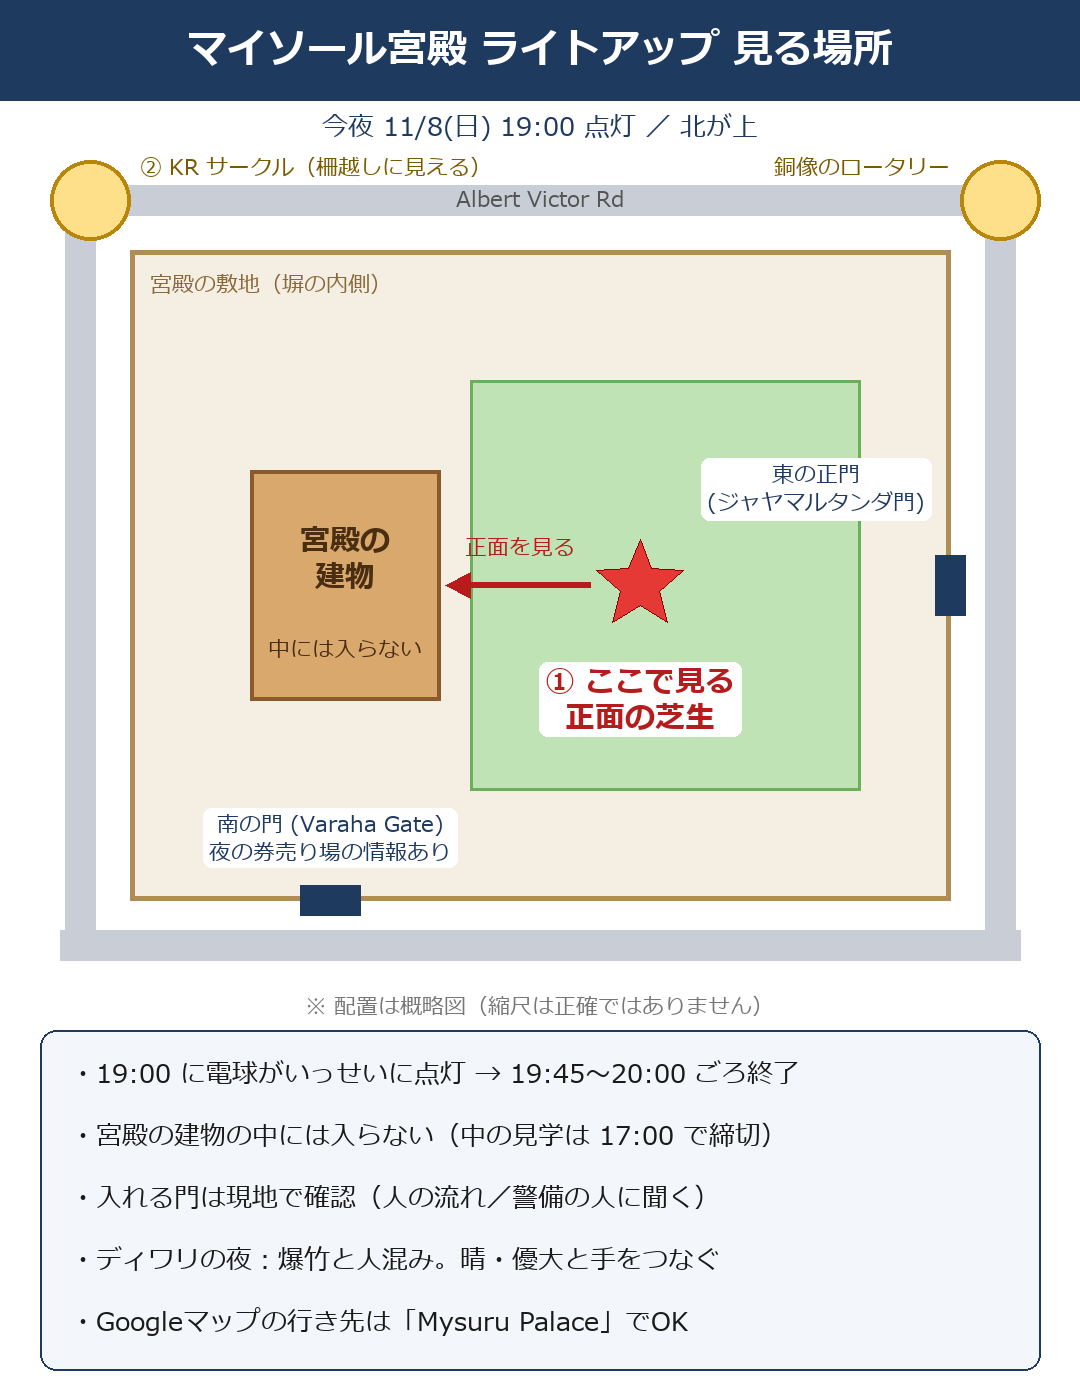 マイソール宮殿 ライトアップ 見る場所
今夜 11/8(日) 19:00 点灯 ／ 北が上
② KR サークル（柵越しに見える）
銅像のロータリー
Albert Victor Rd
宮殿の敷地（塀の内側）
東の正門
(ジャヤマルタンダ門)
宮殿の
建物
中には入らない
正面を見る
① ここで見る
正面の芝生
南の門 (Varaha Gate)
夜の券売り場の情報あり
※ 配置は概略図（縮尺は正確ではありません）
・19:00 に電球がいっせいに点灯 → 19:45～20:00 ごろ終了
・宮殿の建物の中には入らない（中の見学は 17:00 で締切）
・入れる門は現地で確認（人の流れ／警備の人に聞く）
・ディワリの夜：爆竹と人混み。晴・優大と手をつなぐ
・Googleマップの行き先は「Mysuru Palace」でOK